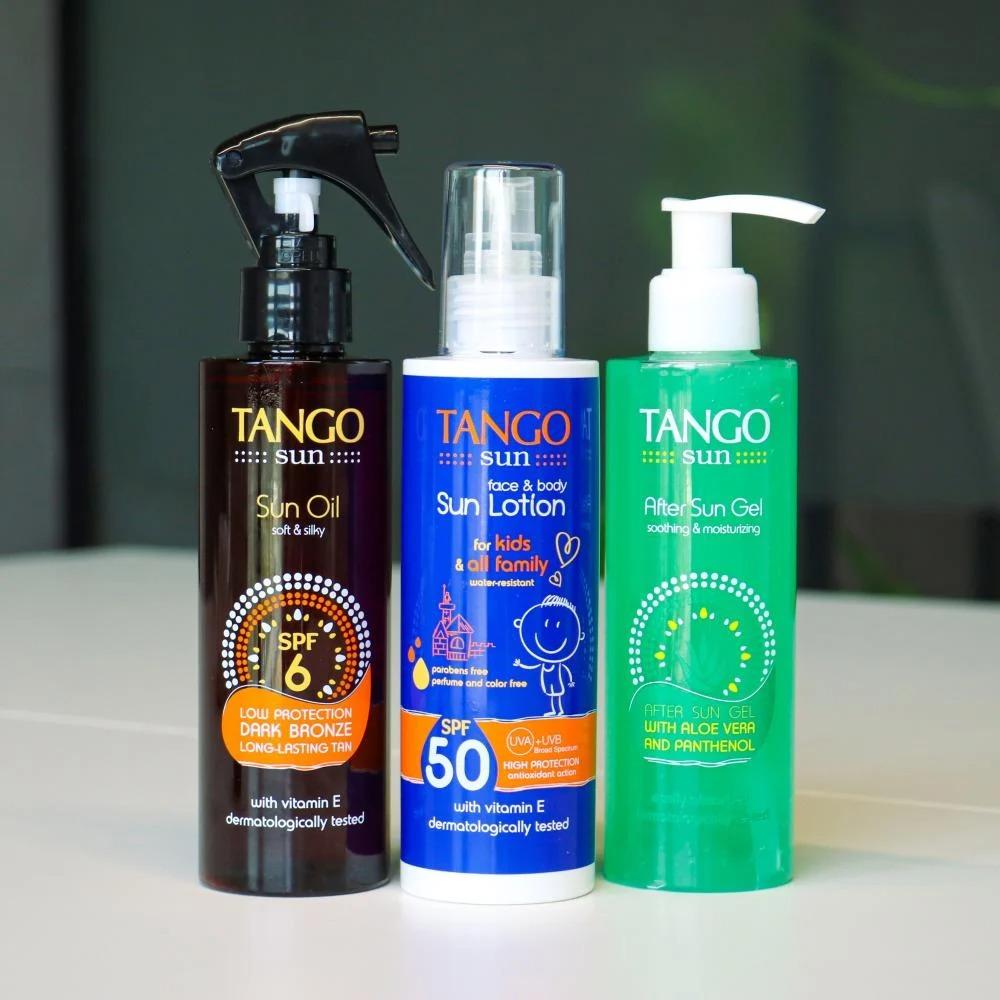 TANGO
sun
Sun Oil
soft & silky
SPF
6
LOW PROTECTION
DARK BRONZE
LONG-LASTING TAN
with vitamin E
dermatologically tested
TANGO
sun
face & body
Sun Lotion
for kids
& all family
water-resistant
parabens free
perfume and color free
SPF
50
UVA+UVB
Broad Spectrum
HIGH PROTECTION
antioxidant action
with vitamin E
dermatologically tested
TANGO
sun
After Sun Gel
soothing & moisturizing
AFTER SUN GEL
WITH ALOE VERA
AND PANTHENOL
dermatologically tested